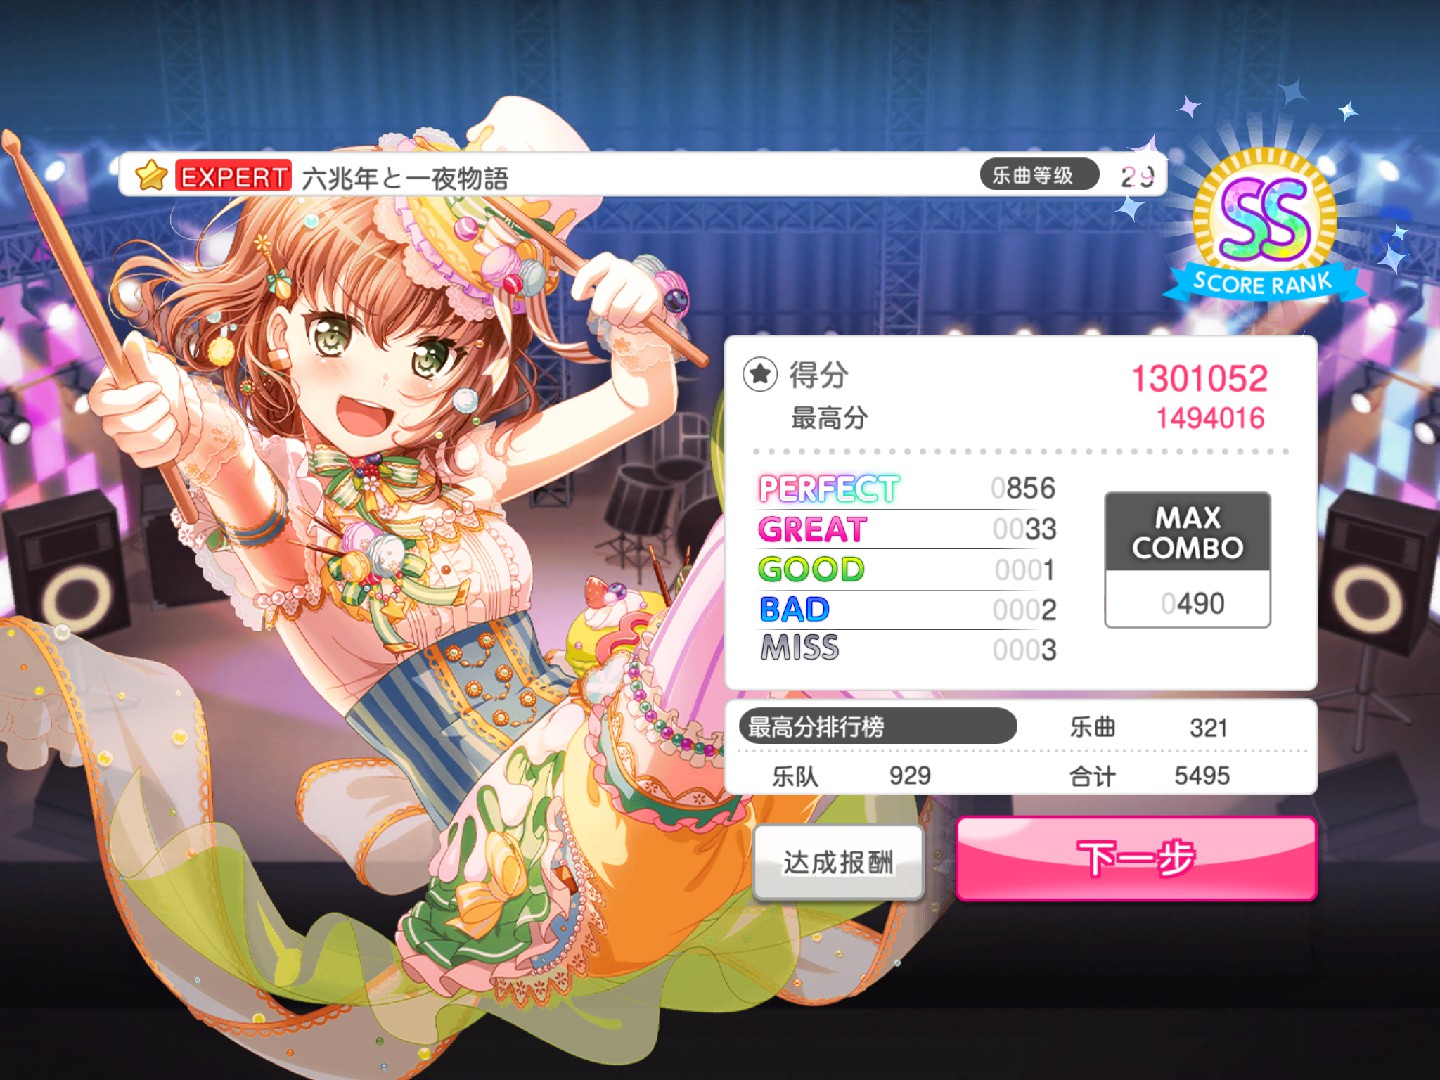 EXPERT 六兆年と一夜物語 乐曲等级 29
SS
SCORE RANK
得分 1301052
最高分 1494016
PERFECT 0856
GREAT 0033
GOOD 0001
BAD 0002
MISS 0003
MAX
COMBO
0490
最高分排行榜 乐曲 321
乐队 929 合计 5495
达成报酬
下一步